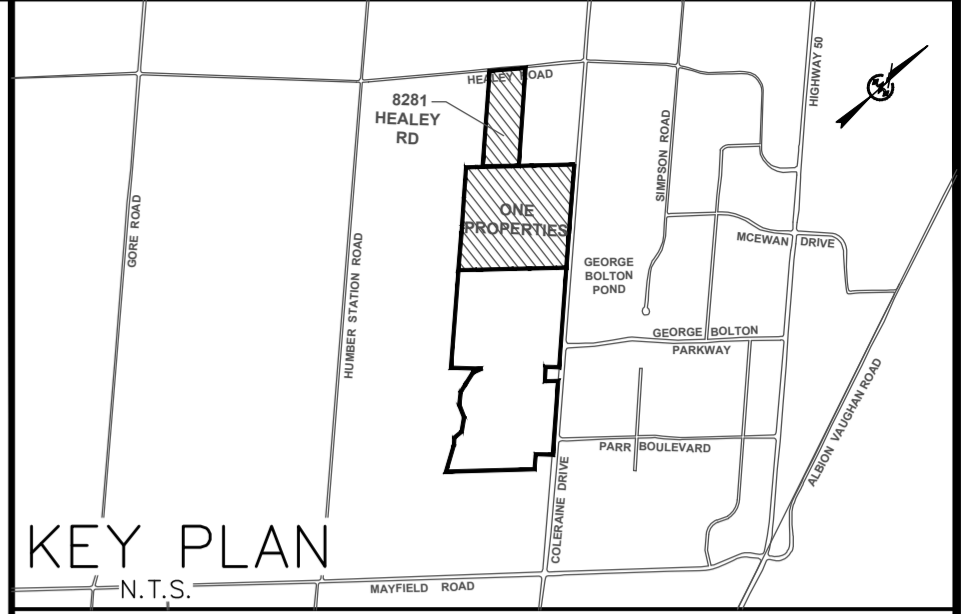 HEALEY ROAD
8281
HEALEY
RD
HIGHWAY 50
SIMPSON ROAD
GORE ROAD
ONE
PROPERTIES
HUMBER STATION ROAD
MCEWAN DRIVE
GEORGE
BOLTON
POND
GEORGE BOLTON
PARKWAY
ALBION VAUGHAN ROAD
PARR BOULEVARD
COLERAINE DRIVE
KEY PLAN
N.T.S.
MAYFIELD ROAD